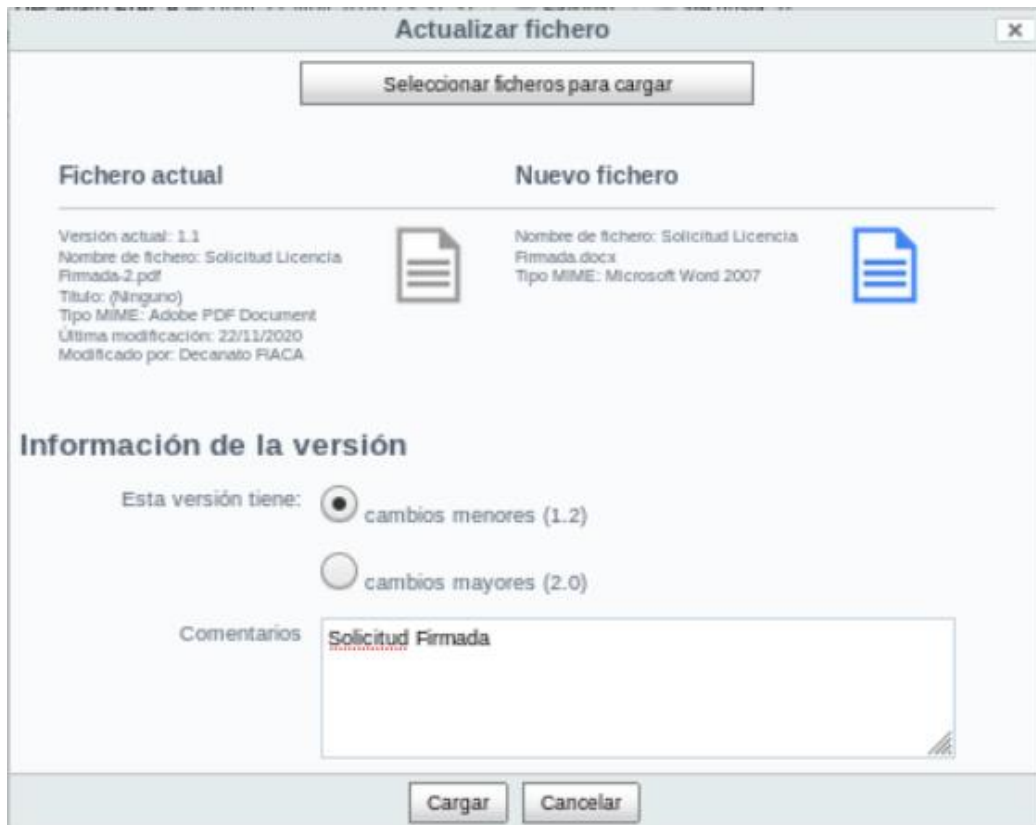 Actualizar fichero
Seleccionar ficheros para cargar
Fichero actual
Nuevo fichero
Versión actual: 1.1
Nombre de fichero: Solicitud Licencia
Firmada-2.pdf
Título: (Ninguno)
Tipo MIME: Adobe PDF Document
Última modificación: 22/11/2020
Modificado por: Decanato FIACA
Nombre de fichero: Solicitud Licencia
Firmada.docx
Tipo MIME: Microsoft Word 2007
Información de la versión
Esta versión tiene:
cambios menores (1.2)
cambios mayores (2.0)
Comentarios
Solicitud Firmada
Cargar
Cancelar